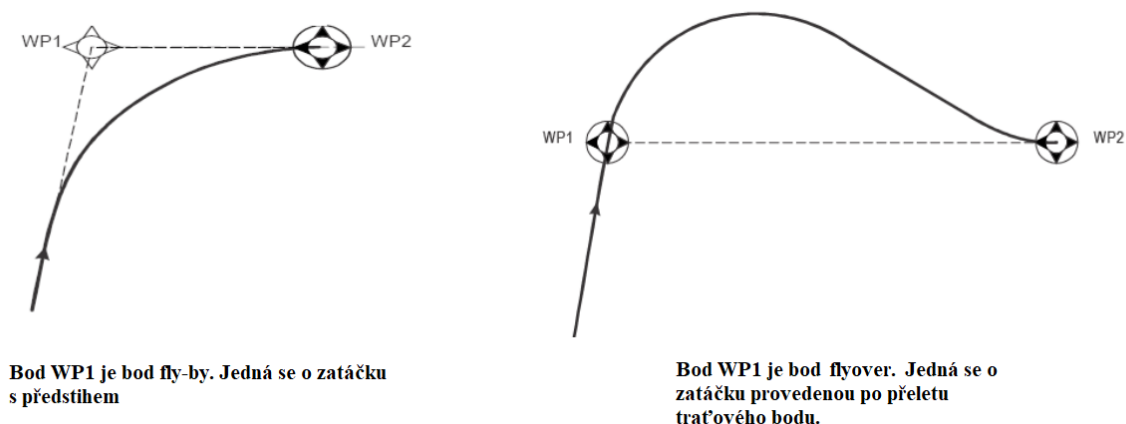 WP1
WP2
Bod WP1 je bod fly-by. Jedná se o zatáčku
s předstihem
WP1
WP2
Bod WP1 je bod flyover. Jedná se o
zatáčku provedenou po přeletu
traťového bodu.